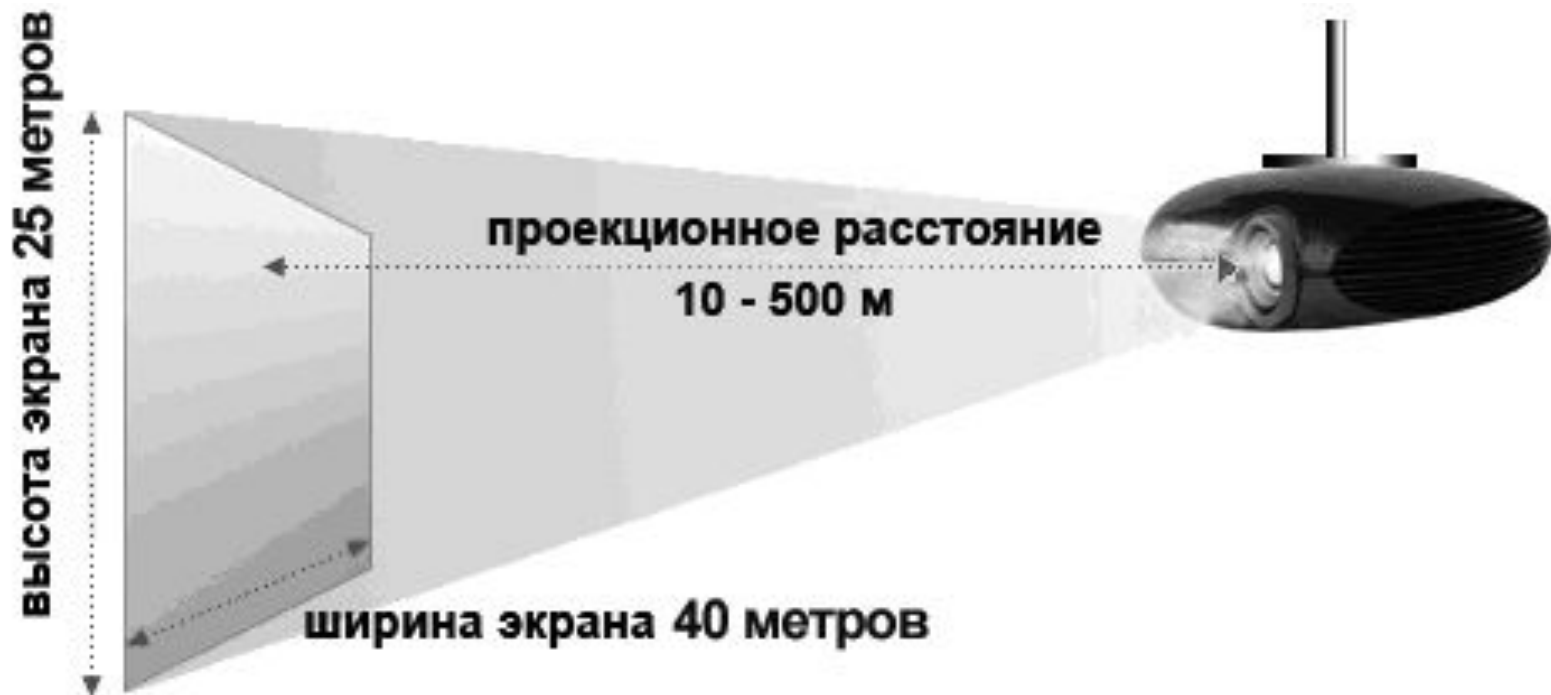 высота экрана 25 метров
проекционное расстояние
10 - 500 м
ширина экрана 40 метров